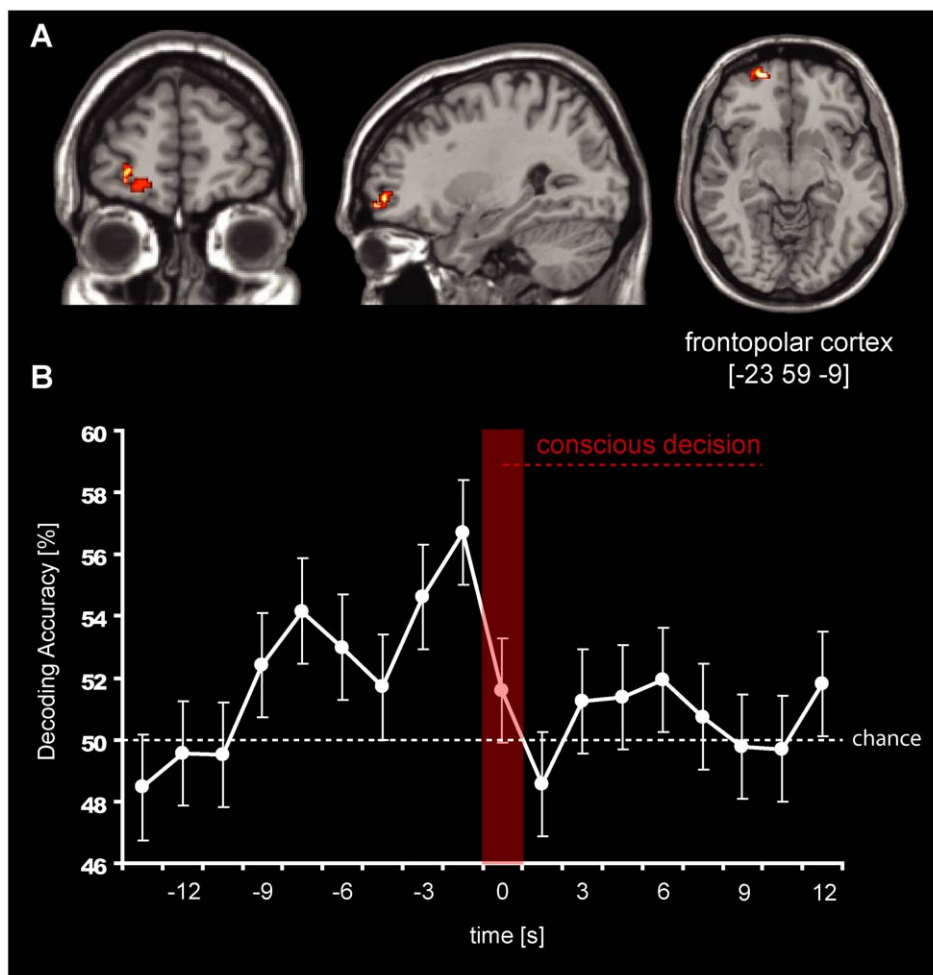 A
frontopolar cortex
[-23 59 -9]
B
60
58
56
54
52
50
48
46
Decoding Accuracy [%]
conscious decision
chance
-12 -9 -6 -3 0 3 6 9 12
time [s]